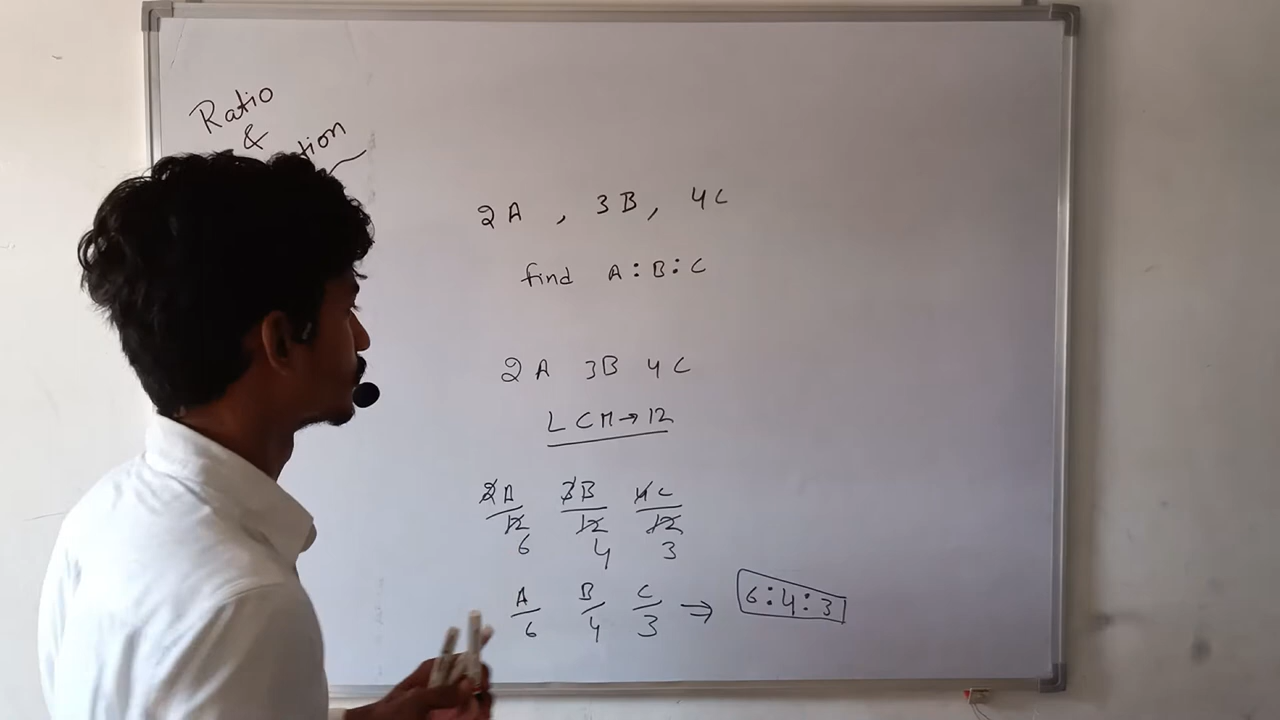 Ratio
&
tion
2A , 3B, 4C
find A:B:C
2A 3B 4C
LCM→12
2A 3B 4C
12 12 12
6 4 3
A B C
6 4 3 ⇒ 6:4:3